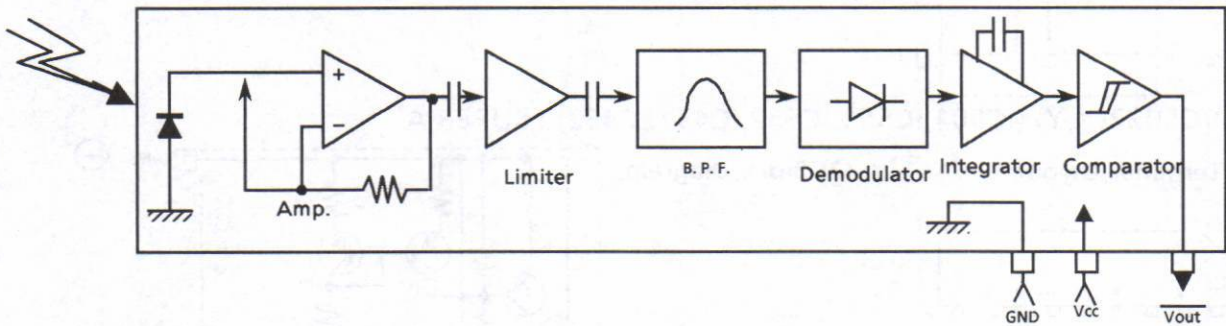 +
−
Amp.
Limiter
B.P.F.
Demodulator
Integrator
Comparator
GND
Vcc
Vout